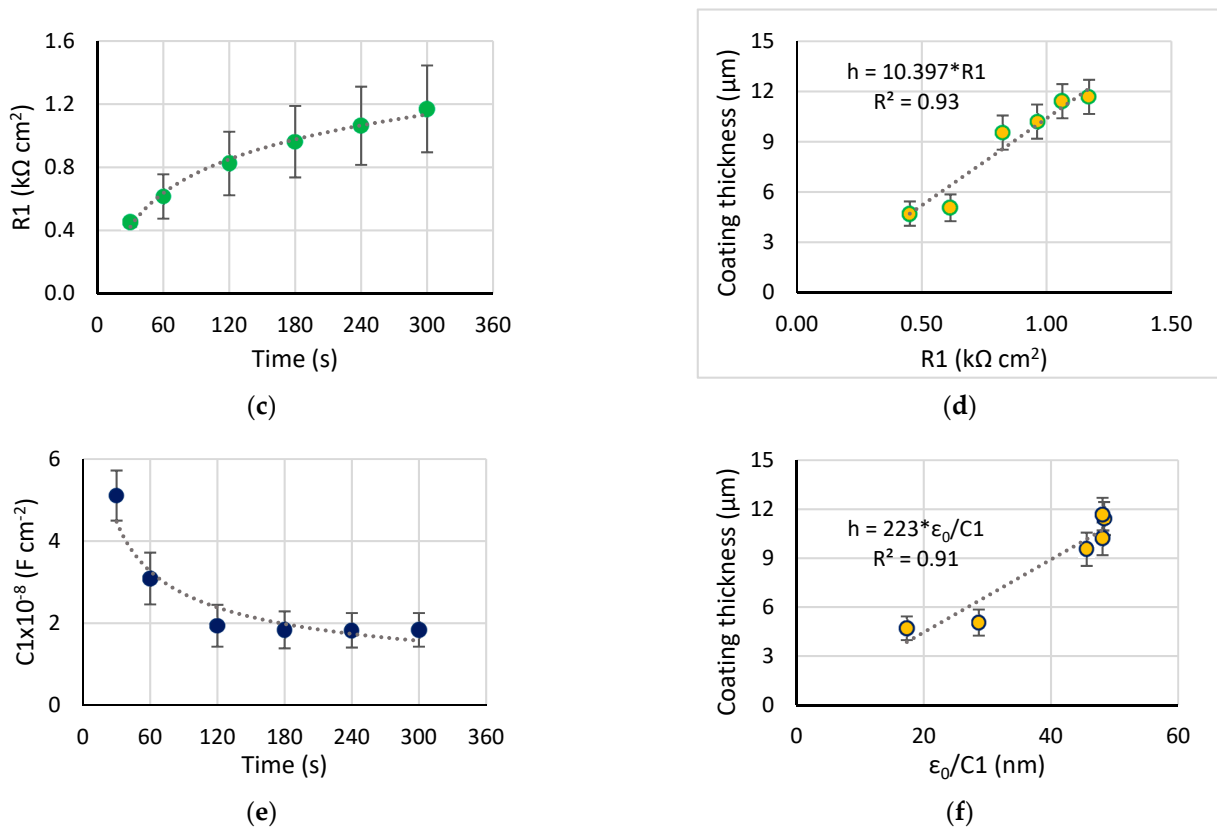 R1 (kΩ cm²)
1.6
1.2
0.8
0.4
0.0
0 60 120 180 240 300 360
Time (s)
(c)
Coating thickness (µm)
15
12
9
6
3
0
h = 10.397*R1
R² = 0.93
0.00 0.50 1.00 1.50
R1 (kΩ cm²)
(d)
C1x10⁻⁸ (F cm⁻²)
6
4
2
0
0 60 120 180 240 300 360
Time (s)
(e)
Coating thickness (µm)
15
12
9
6
3
0
h = 223*ε₀/C1
R² = 0.91
0 20 40 60
ε₀/C1 (nm)
(f)